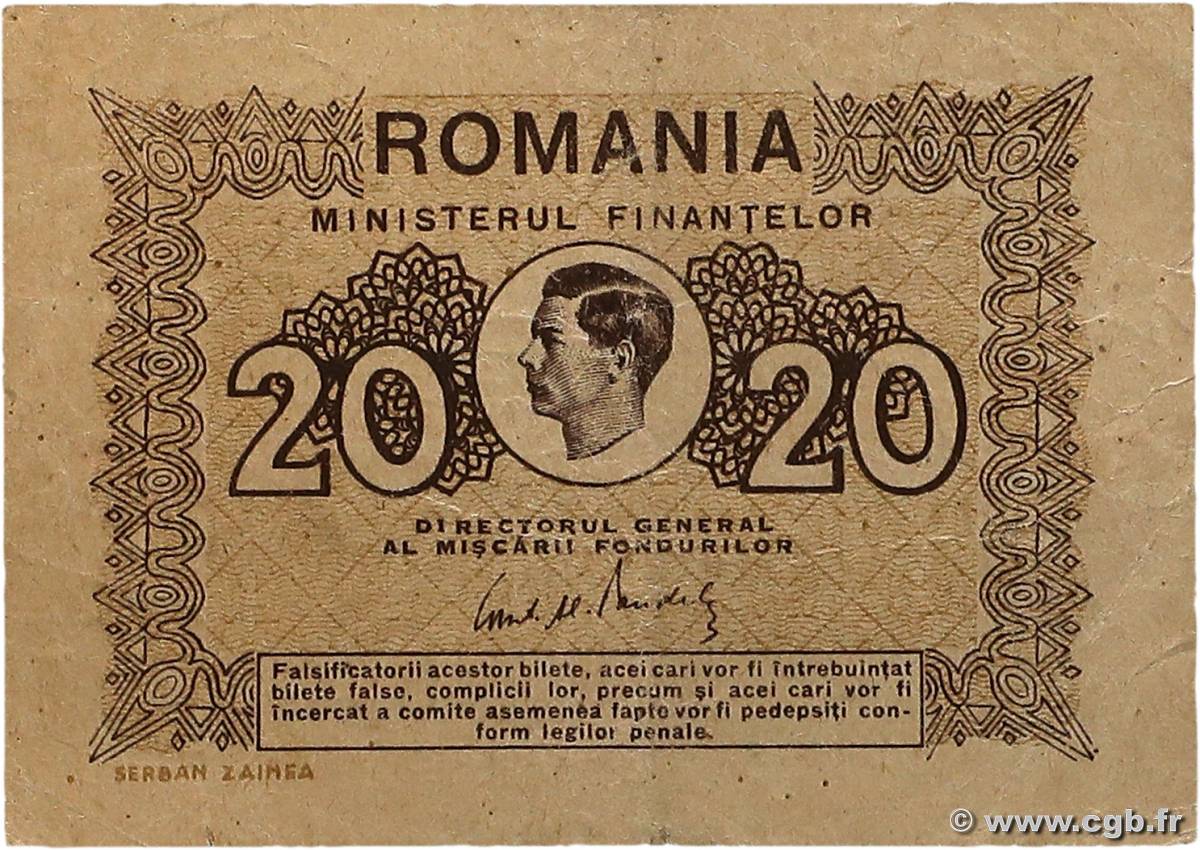 ROMANIA
MINISTERUL FINANȚELOR
20 20
DIRECTORUL GENERAL
AL MIȘCĂRII FONDURILOR
Falsificatorii acestor bilete, acei cari vor fi întrebuințat
bilete false, complicii lor, precum și acei cari vor fi
încercat a comite asemenea fapte vor fi pedepsiți con-
form legilor penale.
SERBAN ZAINEA
© www.cgb.fr